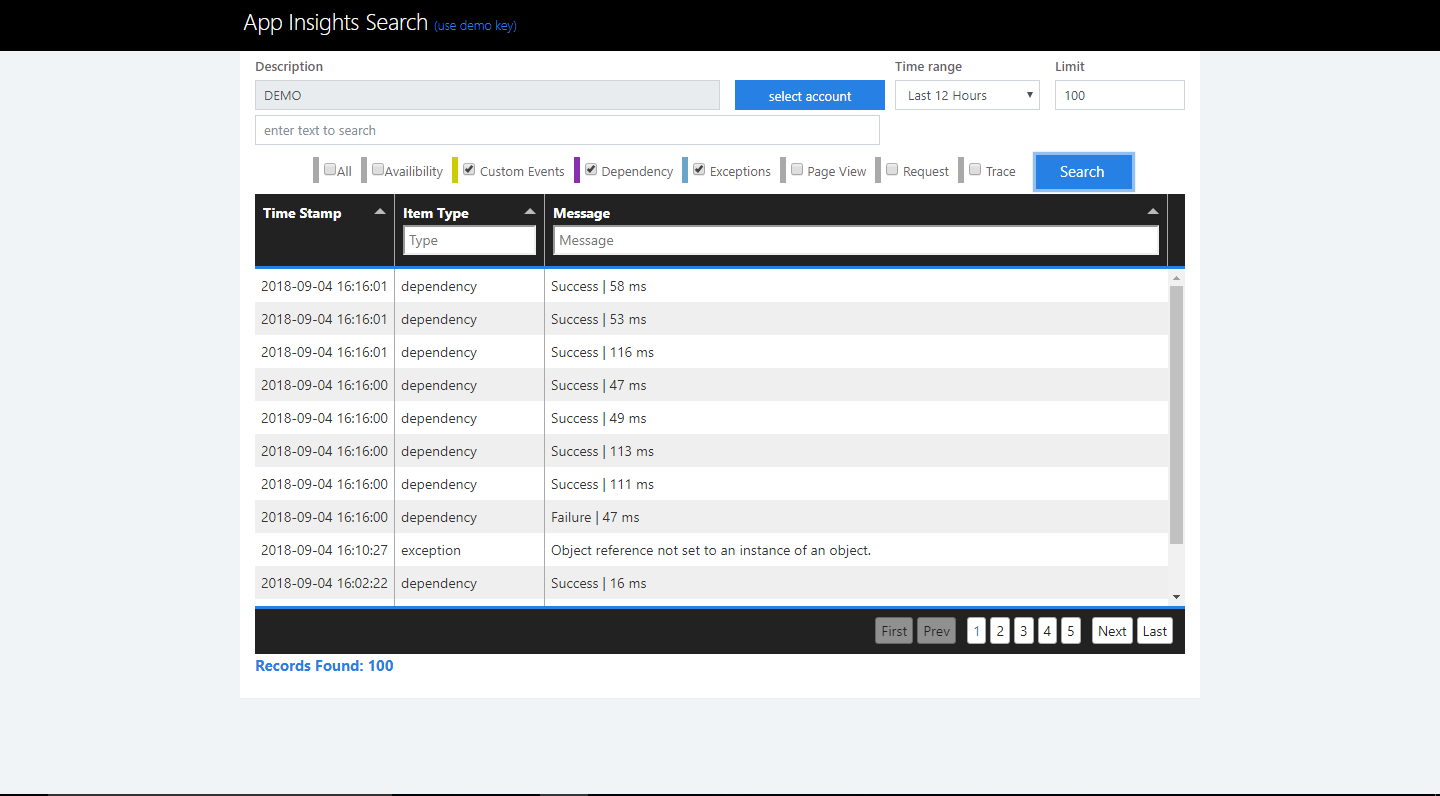 App Insights Search (use demo key)
Description Time range Limit
DEMO select account Last 12 Hours 100
enter text to search
All Availibility Custom Events Dependency Exceptions Page View Request Trace Search
Time Stamp Item Type Message
Type Message
2018-09-04 16:16:01 dependency Success | 58 ms
2018-09-04 16:16:01 dependency Success | 53 ms
2018-09-04 16:16:01 dependency Success | 116 ms
2018-09-04 16:16:00 dependency Success | 47 ms
2018-09-04 16:16:00 dependency Success | 49 ms
2018-09-04 16:16:00 dependency Success | 113 ms
2018-09-04 16:16:00 dependency Success | 111 ms
2018-09-04 16:16:00 dependency Failure | 47 ms
2018-09-04 16:10:27 exception Object reference not set to an instance of an object.
2018-09-04 16:02:22 dependency Success | 16 ms
First Prev 1 2 3 4 5 Next Last
Records Found: 100